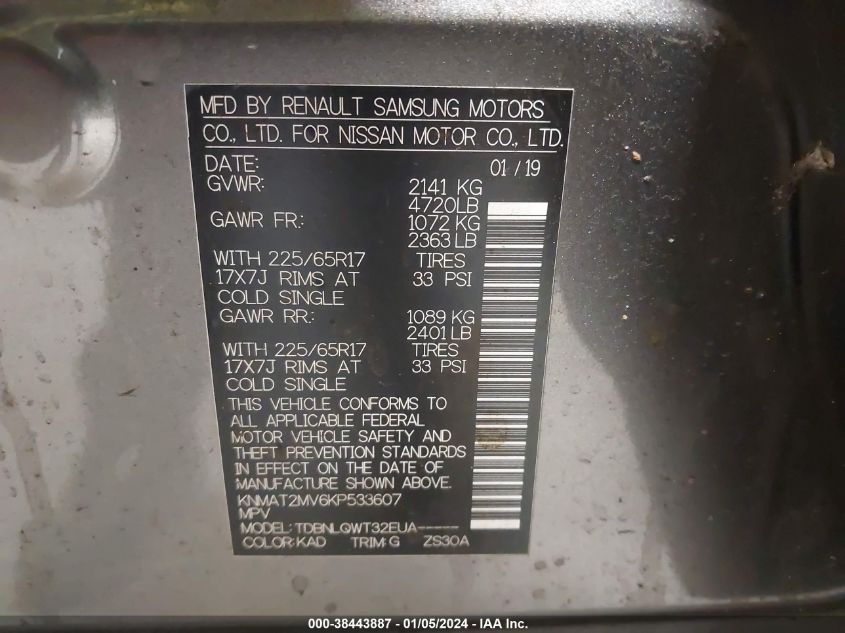 MFD BY RENAULT SAMSUNG MOTORS
CO., LTD. FOR NISSAN MOTOR CO., LTD.
DATE: 01 / 19
GVWR: 2141 KG
4720LB
GAWR FR.: 1072 KG
2363 LB
WITH 225/65R17 TIRES
17X7J RIMS AT 33 PSI
COLD SINGLE
GAWR RR.: 1089 KG
2401 LB
WITH 225/65R17 TIRES
17X7J RIMS AT 33 PSI
COLD SINGLE
THIS VEHICLE CONFORMS TO
ALL APPLICABLE FEDERAL
MOTOR VEHICLE SAFETY AND
THEFT PREVENTION STANDARDS
IN EFFECT ON THE DATE OF
MANUFACTURE SHOWN ABOVE.
KNMAT2MV6KP533607
MPV
MODEL: TDBNLQWT32EUA-----
COLOR: KAD TRIM: G ZS30A
000-38443887 - 01/05/2024 - IAA Inc.